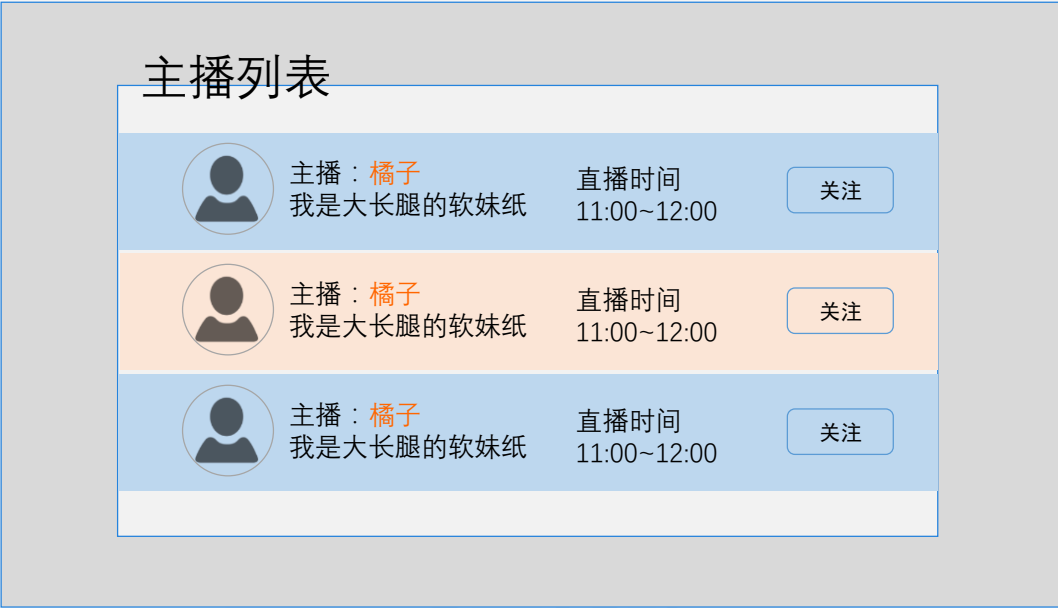 主播列表
主播：橘子
我是大长腿的软妹纸
直播时间
11:00~12:00
关注
主播：橘子
我是大长腿的软妹纸
直播时间
11:00~12:00
关注
主播：橘子
我是大长腿的软妹纸
直播时间
11:00~12:00
关注